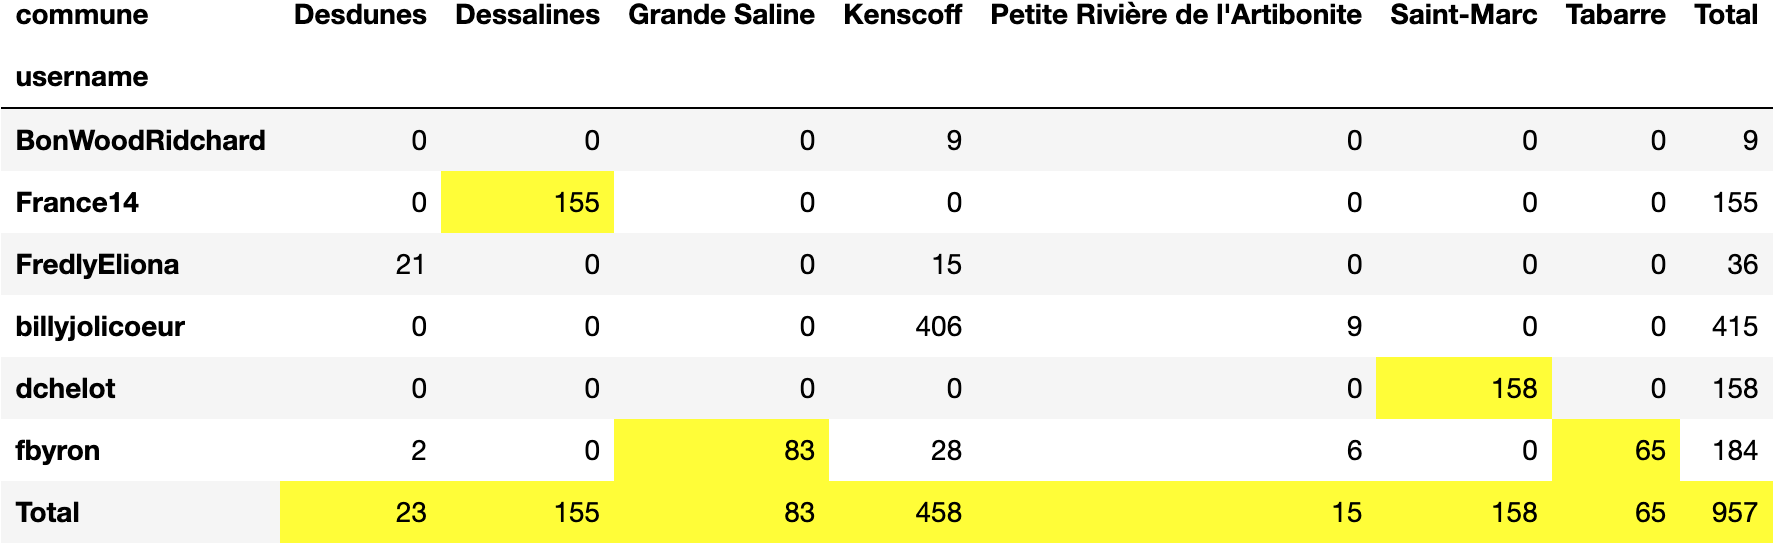 commune Desdunes Dessalines Grande Saline Kenscoff Petite Rivière de l'Artibonite Saint-Marc Tabarre Total
username
BonWoodRidchard 0 0 0 9 0 0 0 9
France14 0 155 0 0 0 0 0 155
FredlyEliona 21 0 0 15 0 0 0 36
billyjolicoeur 0 0 0 406 9 0 0 415
dchelot 0 0 0 0 0 158 0 158
fbyron 2 0 83 28 6 0 65 184
Total 23 155 83 458 15 158 65 957